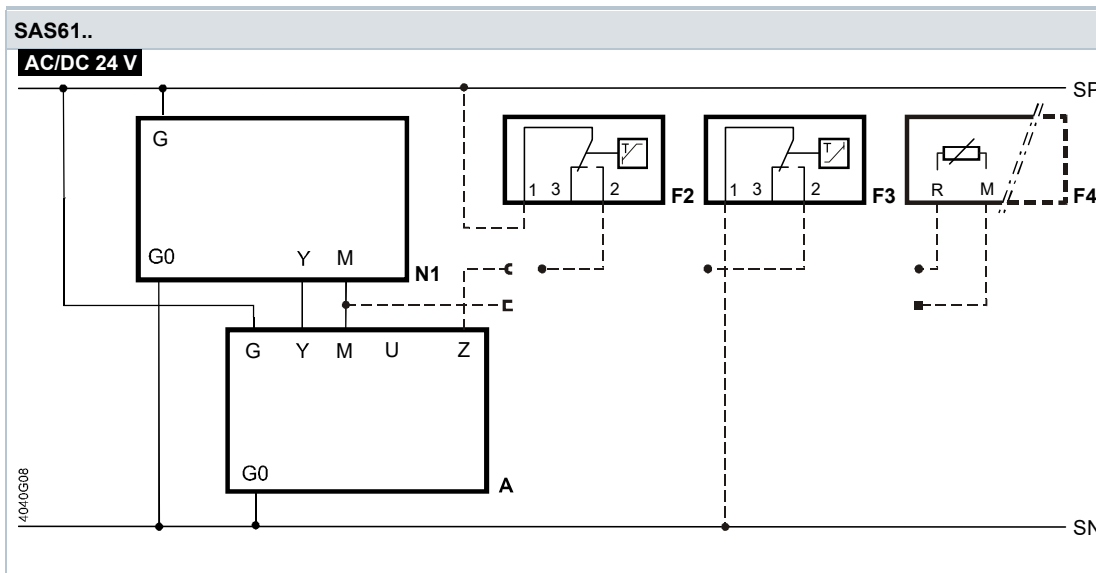 SAS61..
AC/DC 24 V
SP
G
T
T
1 3 2
F2
1 3 2
F3
R M
F4
G0 Y M
N1
G Y M U Z
G0
A
4040G08
SN